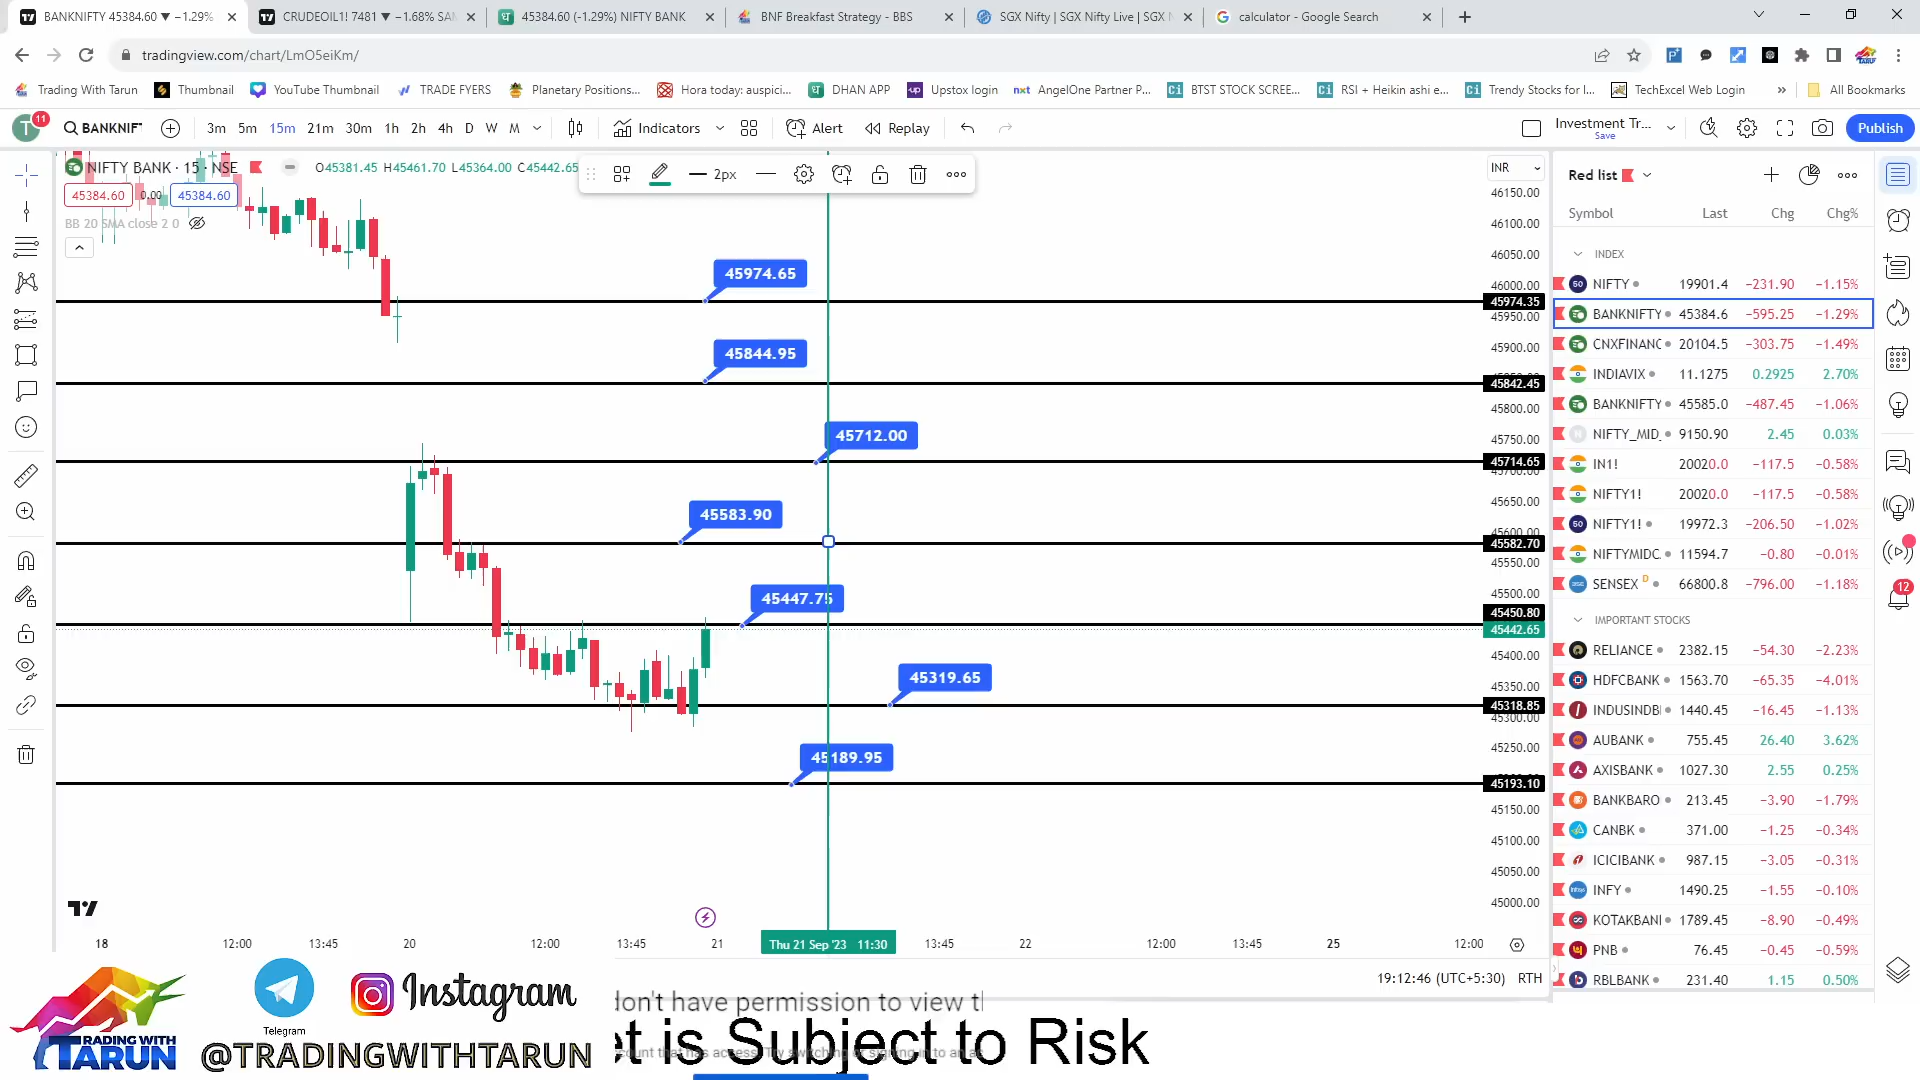 BANKNIFTY 45384.60 ▼ −1.29%
CRUDEOIL1! 7481 ▼ −1.68%
45384.60 (-1.29%) NIFTY BANK
BNF Breakfast Strategy - BBS
SGX Nifty | SGX Nifty Live | SGX
calculator - Google Search
tradingview.com/chart/LmO5eiKm/
Trading With Tarun
Thumbnail
YouTube Thumbnail
TRADE FYERS
Planetary Positions...
Hora today: auspici...
DHAN APP
Upstox login
AngelOne Partner P...
BTST STOCK SCREE...
RSI + Heikin ashi e...
Trendy Stocks for I...
TechExcel Web Login
»
All Bookmarks
T 11
BANKNIFT
3m 5m 15m 21m 30m 1h 2h 4h D W M
Indicators
Alert
Replay
Investment Tr...
Save
Publish
NIFTY BANK · 15 · NSE
O45381.45 H45461.70 L45364.00 C45442.65
2px
45384.60 0.00 45384.60
BB 20 SMA close 2 0
INR
46150.00
46100.00
46050.00
46000.00
45974.35
45950.00
45900.00
45842.45
45800.00
45750.00
45714.65
45700.00
45650.00
45600.00
45582.70
45550.00
45500.00
45450.80
45442.65
45400.00
45350.00
45318.85
45300.00
45250.00
45193.10
45150.00
45100.00
45050.00
45000.00
45974.65
45844.95
45712.00
45583.90
45447.75
45319.65
45189.95
18 12:00 13:45 20 12:00 13:45 21 Thu 21 Sep '23 11:30 13:45 22 12:00 13:45 25 12:00
19:12:46 (UTC+5:30) RTH
Red list
Symbol Last Chg Chg%
INDEX
NIFTY 19901.4 −231.90 −1.15%
BANKNIFTY 45384.6 −595.25 −1.29%
CNXFINANC 20104.5 −303.75 −1.49%
INDIAVIX 11.1275 0.2925 2.70%
BANKNIFTY 45585.0 −487.45 −1.06%
NIFTY_MID_ 9150.90 2.45 0.03%
IN1! 20020.0 −117.5 −0.58%
NIFTY1! 20020.0 −117.5 −0.58%
NIFTY1! 19972.3 −206.50 −1.02%
NIFTYMIDC 11594.7 −0.80 −0.01%
SENSEX D 66800.8 −796.00 −1.18%
IMPORTANT STOCKS
RELIANCE 2382.15 −54.30 −2.23%
HDFCBANK 1563.70 −65.35 −4.01%
INDUSINDB 1440.45 −16.45 −1.13%
AUBANK 755.45 26.40 3.62%
AXISBANK 1027.30 2.55 0.25%
BANKBARO 213.45 −3.90 −1.79%
CANBK 371.00 −1.25 −0.34%
ICICIBANK 987.15 −3.05 −0.31%
INFY 1490.25 −1.55 −0.10%
KOTAKBANI 1789.45 −8.90 −0.49%
PNB 76.45 −0.45 −0.59%
RBLBANK 231.40 1.15 0.50%
12
TRADING WITH
TARUN
Telegram
Instagram
@TRADINGWITHTARUN
don't have permission to view
et is Subject to Risk